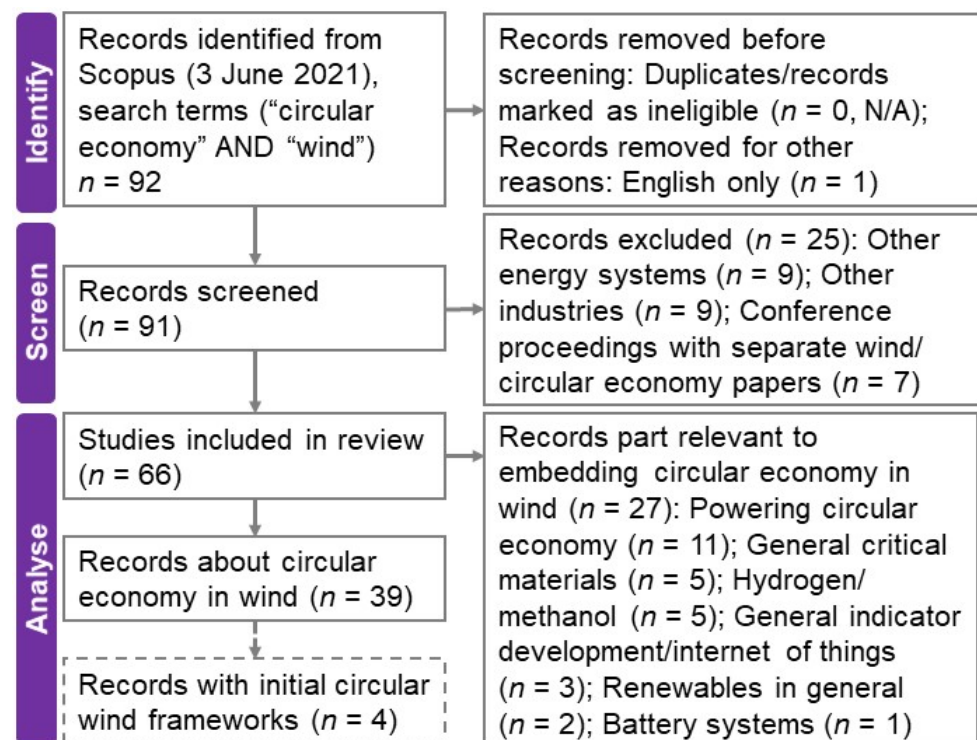 Identify
Records identified from
Scopus (3 June 2021),
search terms (“circular
economy” AND “wind”)
n = 92
Records removed before
screening: Duplicates/records
marked as ineligible (n = 0, N/A);
Records removed for other
reasons: English only (n = 1)
Screen
Records screened
(n = 91)
Records excluded (n = 25): Other
energy systems (n = 9); Other
industries (n = 9); Conference
proceedings with separate wind/
circular economy papers (n = 7)
Analyse
Studies included in review
(n = 66)
Records about circular
economy in wind (n = 39)
Records with initial circular
wind frameworks (n = 4)
Records part relevant to
embedding circular economy in
wind (n = 27): Powering circular
economy (n = 11); General critical
materials (n = 5); Hydrogen/
methanol (n = 5); General indicator
development/internet of things
(n = 3); Renewables in general
(n = 2); Battery systems (n = 1)